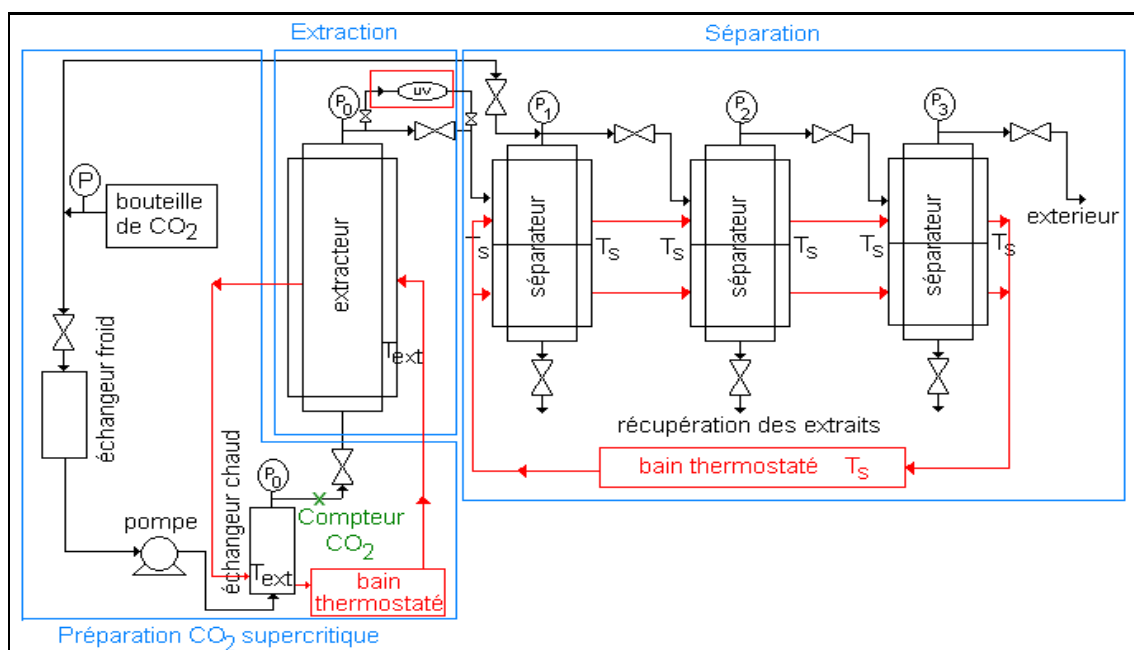 Extraction
Séparation
uv
P0
P1
P2
P3
P
bouteille
de CO2
extracteur
Text
séparateur
séparateur
séparateur
Ts
Ts
Ts
Ts
Ts
Ts
exterieur
récupération des extraits
bain thermostaté Ts
échangeur froid
pompe
échangeur chaud
P0
Text
Compteur
CO2
bain
thermostaté
Préparation CO2 supercritique